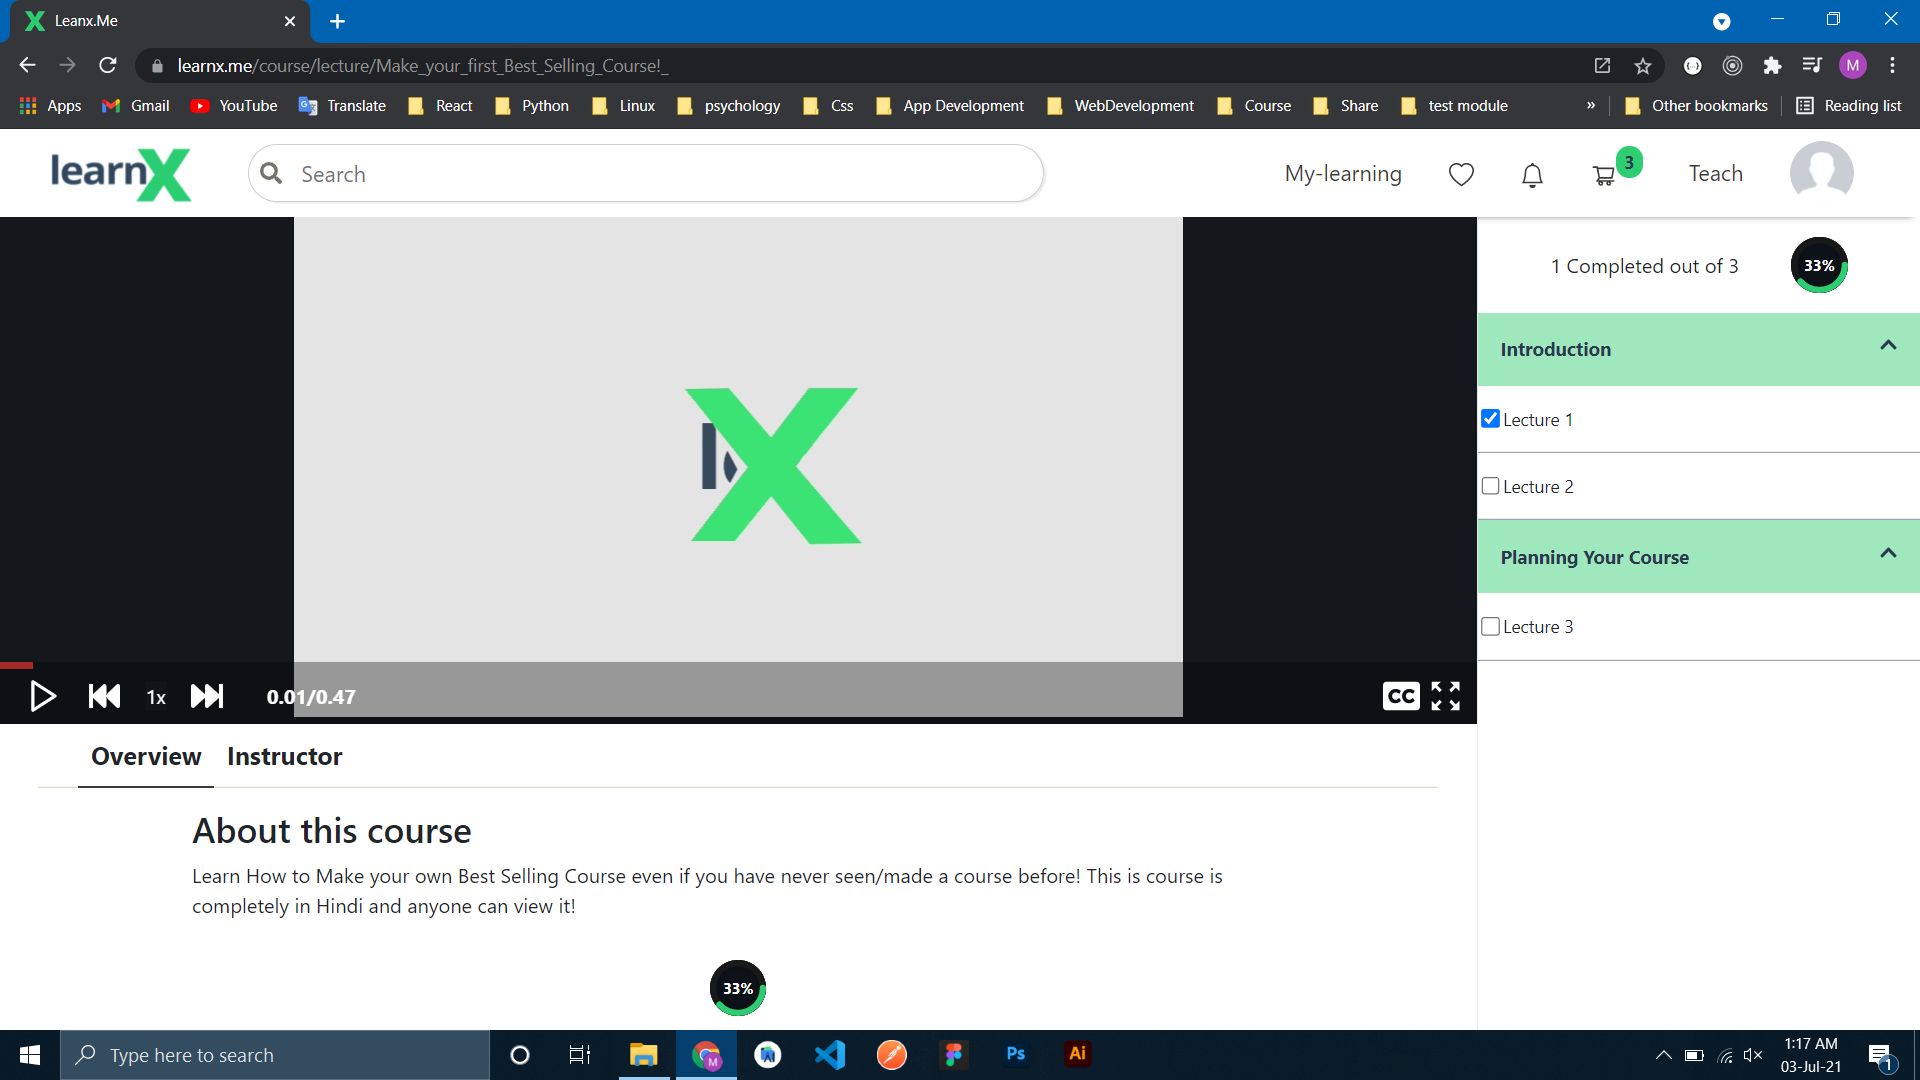 Leanx.Me
learnx.me/course/lecture/Make_your_first_Best_Selling_Course!_
M
Apps Gmail YouTube Translate React Python Linux psychology Css App Development WebDevelopment Course Share test module » Other bookmarks Reading list
learnX Search My-learning 3 Teach
1 Completed out of 3 33%
Introduction
Lecture 1
Lecture 2
Planning Your Course
Lecture 3
X
1x 0.01/0.47 CC
Overview Instructor
About this course
Learn How to Make your own Best Selling Course even if you have never seen/made a course before! This is course is
completely in Hindi and anyone can view it!
33%
Type here to search
M
Ps
Ai
1:17 AM
03-Jul-21
1